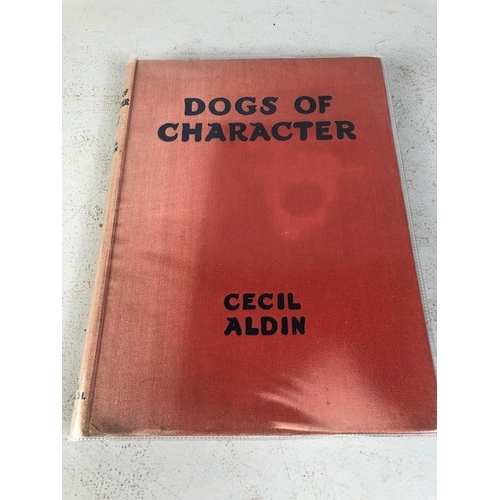 DOGS OF
CHARACTER
CECIL
ALDIN